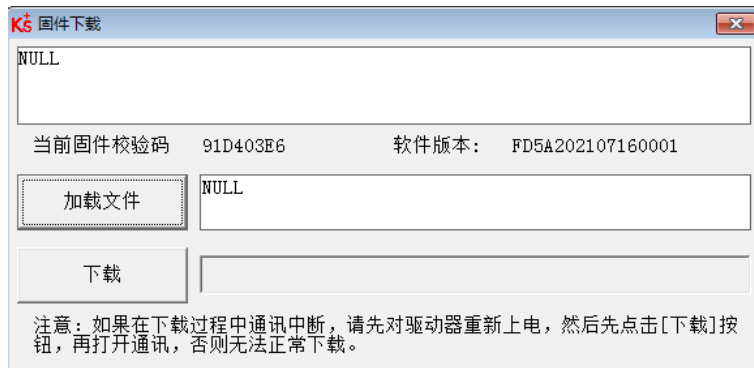 K+S 固件下载
NULL
当前固件校验码 91D403E6 软件版本: FD5A202107160001
加载文件 NULL
下载
注意:如果在下载过程中通讯中断,请先对驱动器重新上电,然后先点击[下载]按
钮,再打开通讯,否则无法正常下载。